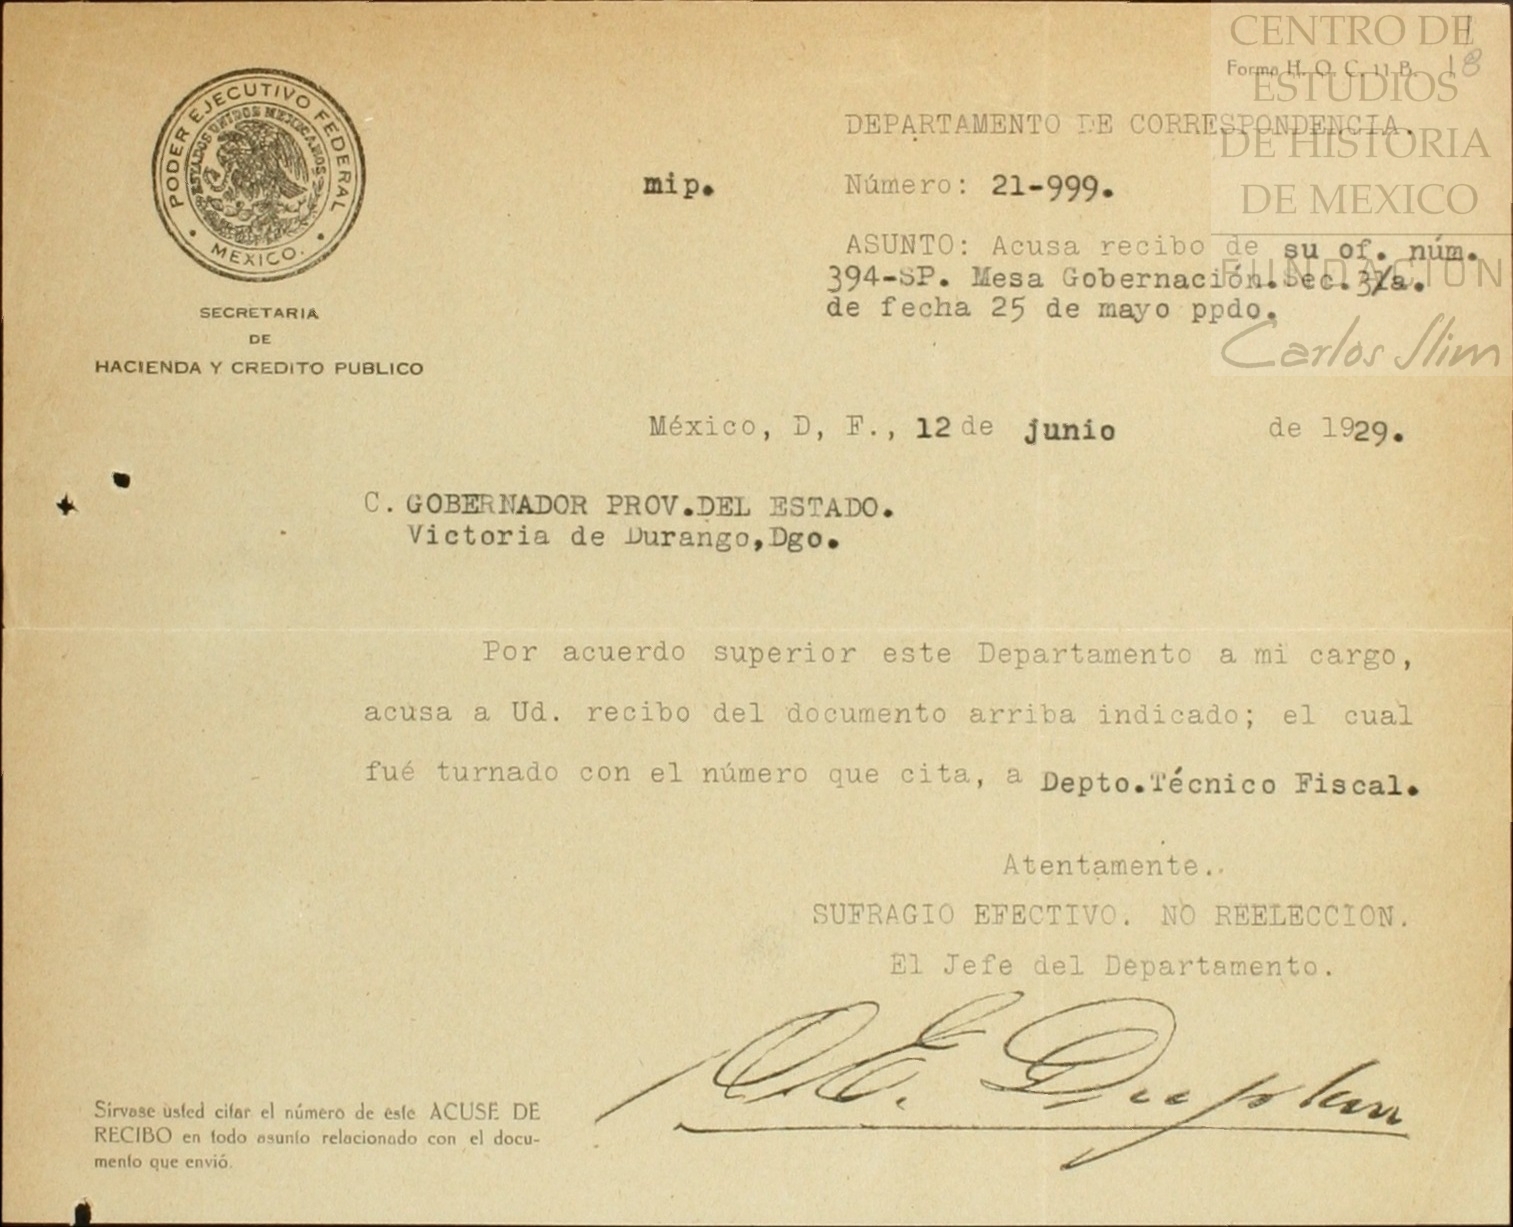 CENTRO DE
ESTUDIOS
DE HISTORIA
DE MEXICO
FUNDACION
Carlos Slim
Forma H. O. C. 11-B.
18
PODER EJECUTIVO FEDERAL
ESTADOS UNIDOS MEXICANOS
MEXICO.
SECRETARIA
DE
HACIENDA Y CREDITO PUBLICO
DEPARTAMENTO DE CORRESPONDENCIA.
mip. Número: 21-999.
ASUNTO: Acusa recibo de su of. núm.
394-SP. Mesa Gobernación.Sec.
de fecha 25 de mayo ppdo.
México, D, F., 12 de junio de 1929.
C. GOBERNADOR PROV.DEL ESTADO.
Victoria de Durango,Dgo.
Por acuerdo superior este Departamento a mi cargo,
acusa a Ud. recibo del documento arriba indicado; el cual
fué turnado con el número que cita, a Depto.Técnico Fiscal.
Atentamente.
SUFRAGIO EFECTIVO. NO REELECCION.
El Jefe del Departamento.
Sírvase usted citar el número de este ACUSE DE
RECIBO en todo asunto relacionado con el docu-
mento que envió.